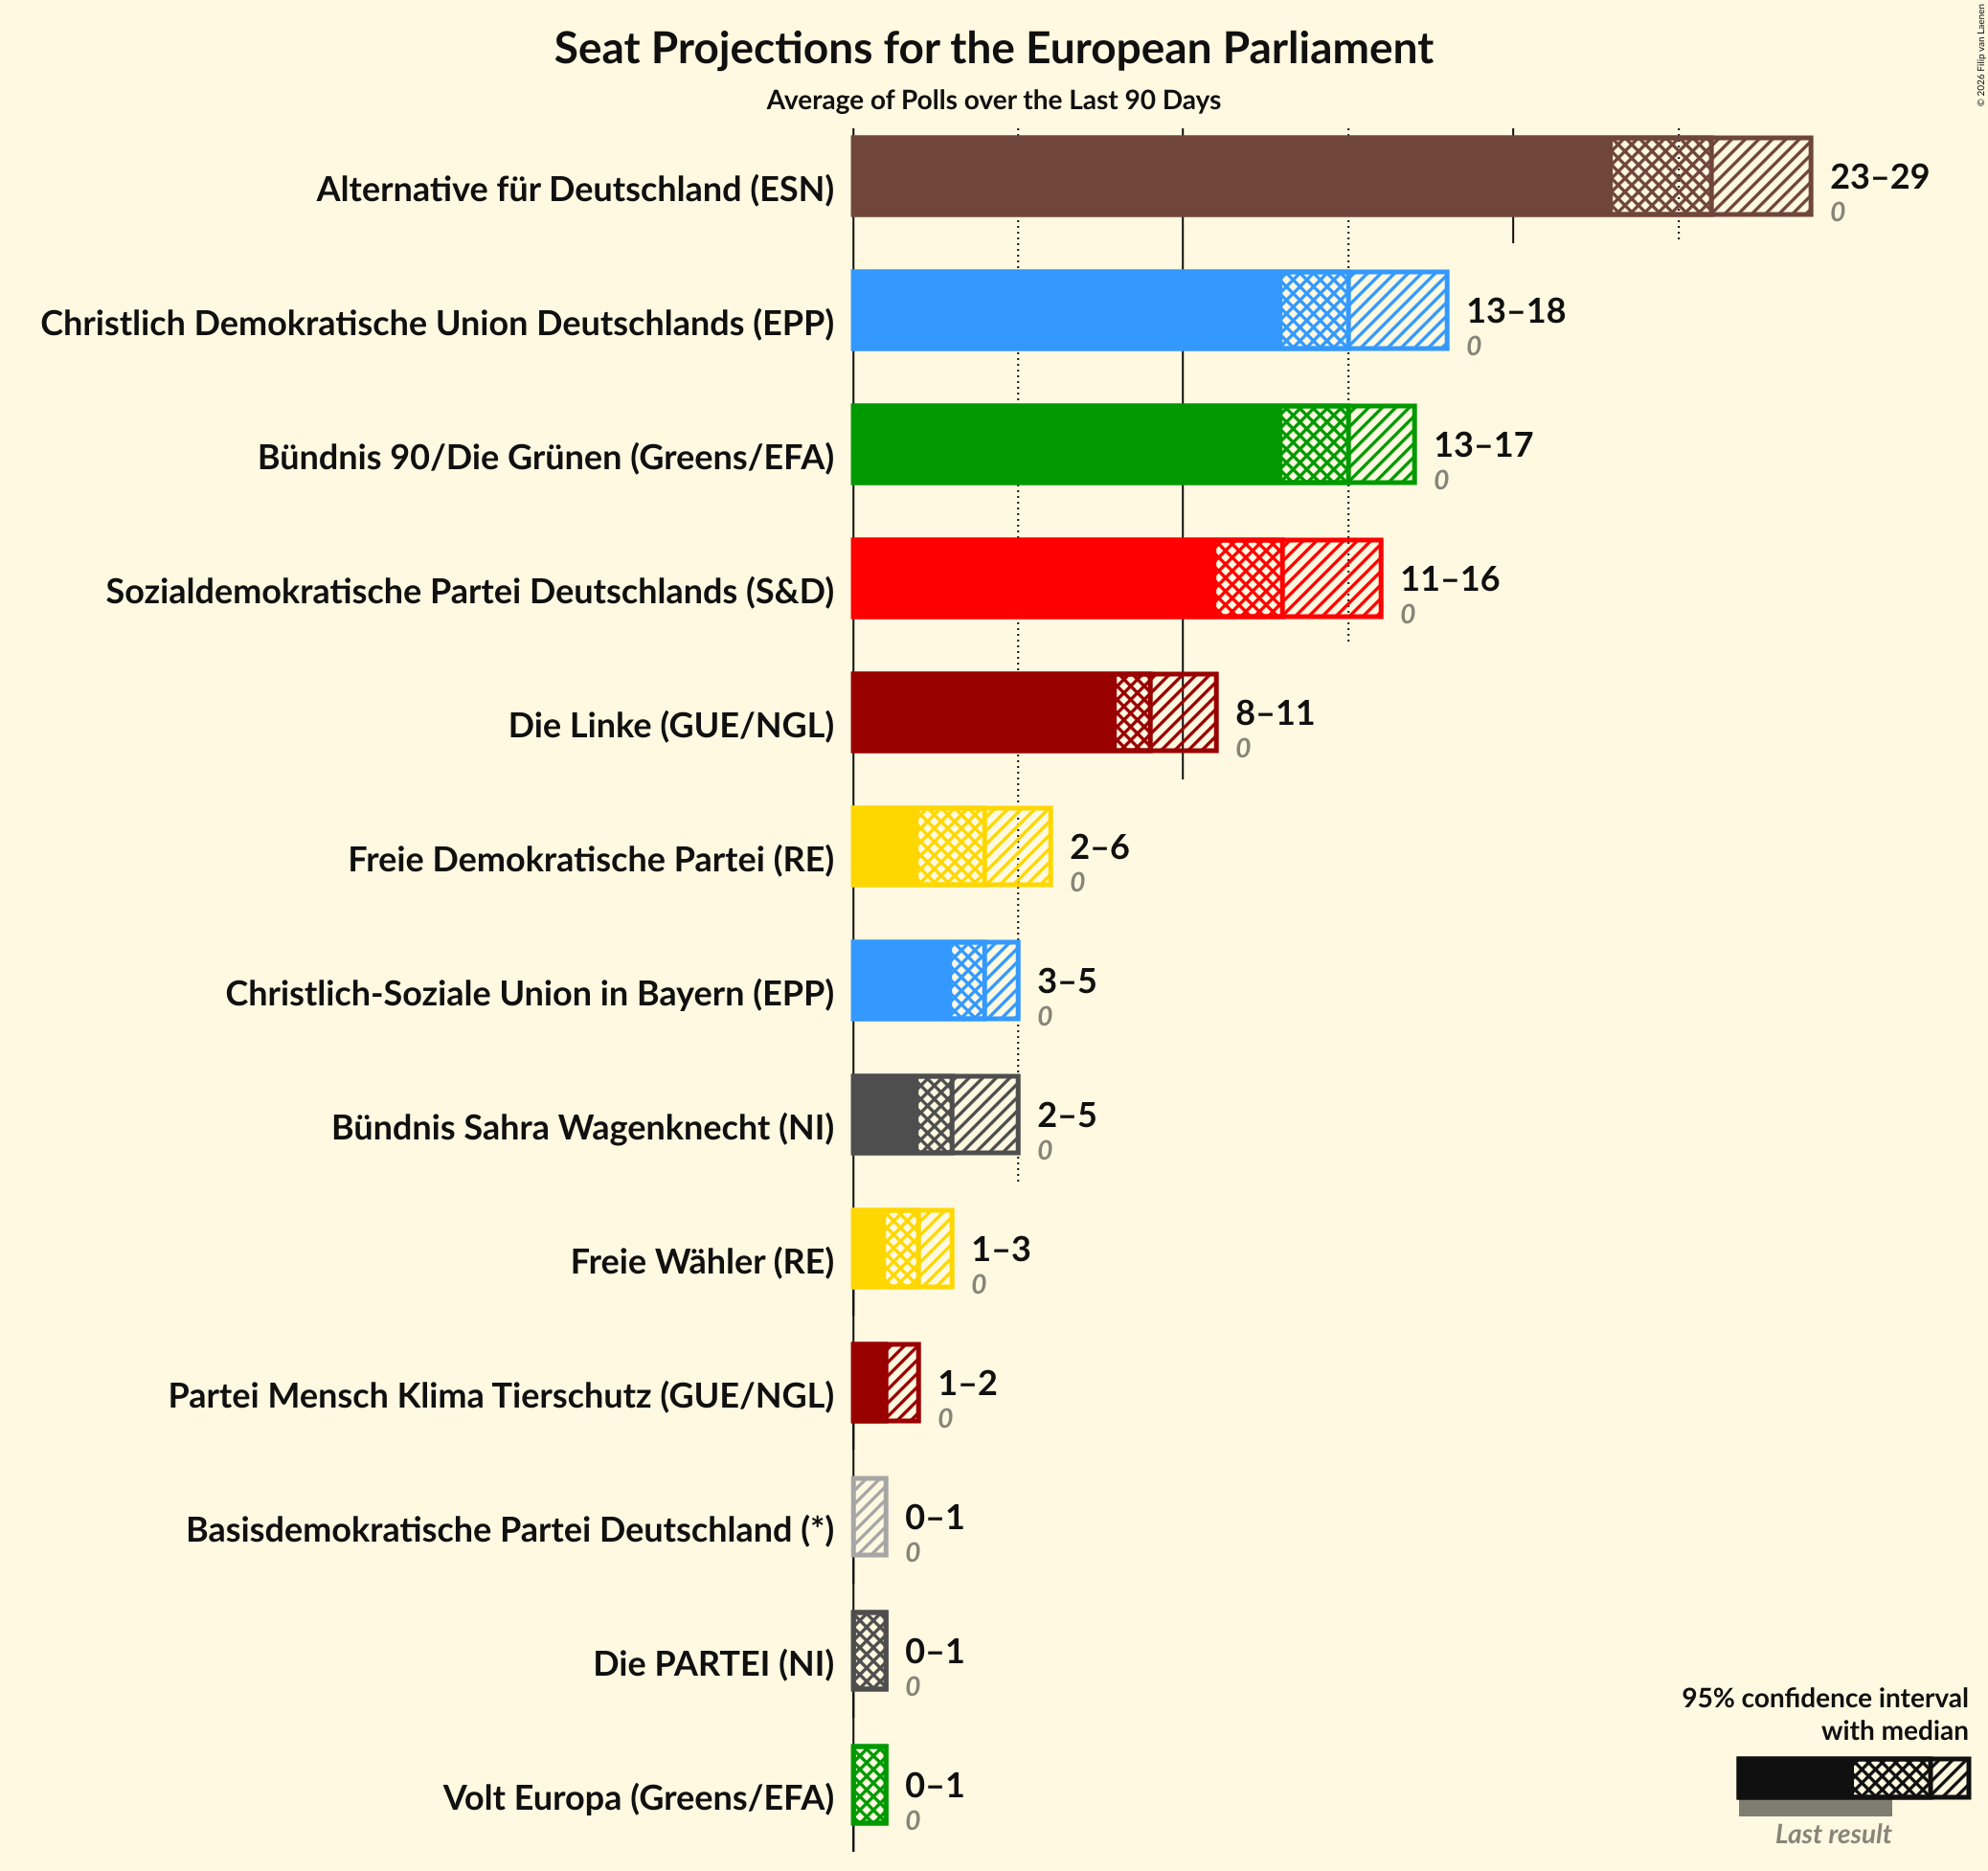 Seat Projections for the European Parliament
Average of Polls over the Last 90 Days
© 2026 Filip van Laenen
Alternative für Deutschland (ESN)
23–29
0
Christlich Demokratische Union Deutschlands (EPP)
13–18
0
Bündnis 90/Die Grünen (Greens/EFA)
13–17
0
Sozialdemokratische Partei Deutschlands (S&D)
11–16
0
Die Linke (GUE/NGL)
8–11
0
Freie Demokratische Partei (RE)
2–6
0
Christlich-Soziale Union in Bayern (EPP)
3–5
0
Bündnis Sahra Wagenknecht (NI)
2–5
0
Freie Wähler (RE)
1–3
0
Partei Mensch Klima Tierschutz (GUE/NGL)
1–2
0
Basisdemokratische Partei Deutschland (*)
0–1
0
Die PARTEI (NI)
0–1
0
Volt Europa (Greens/EFA)
0–1
0
95% confidence interval
with median
Last result